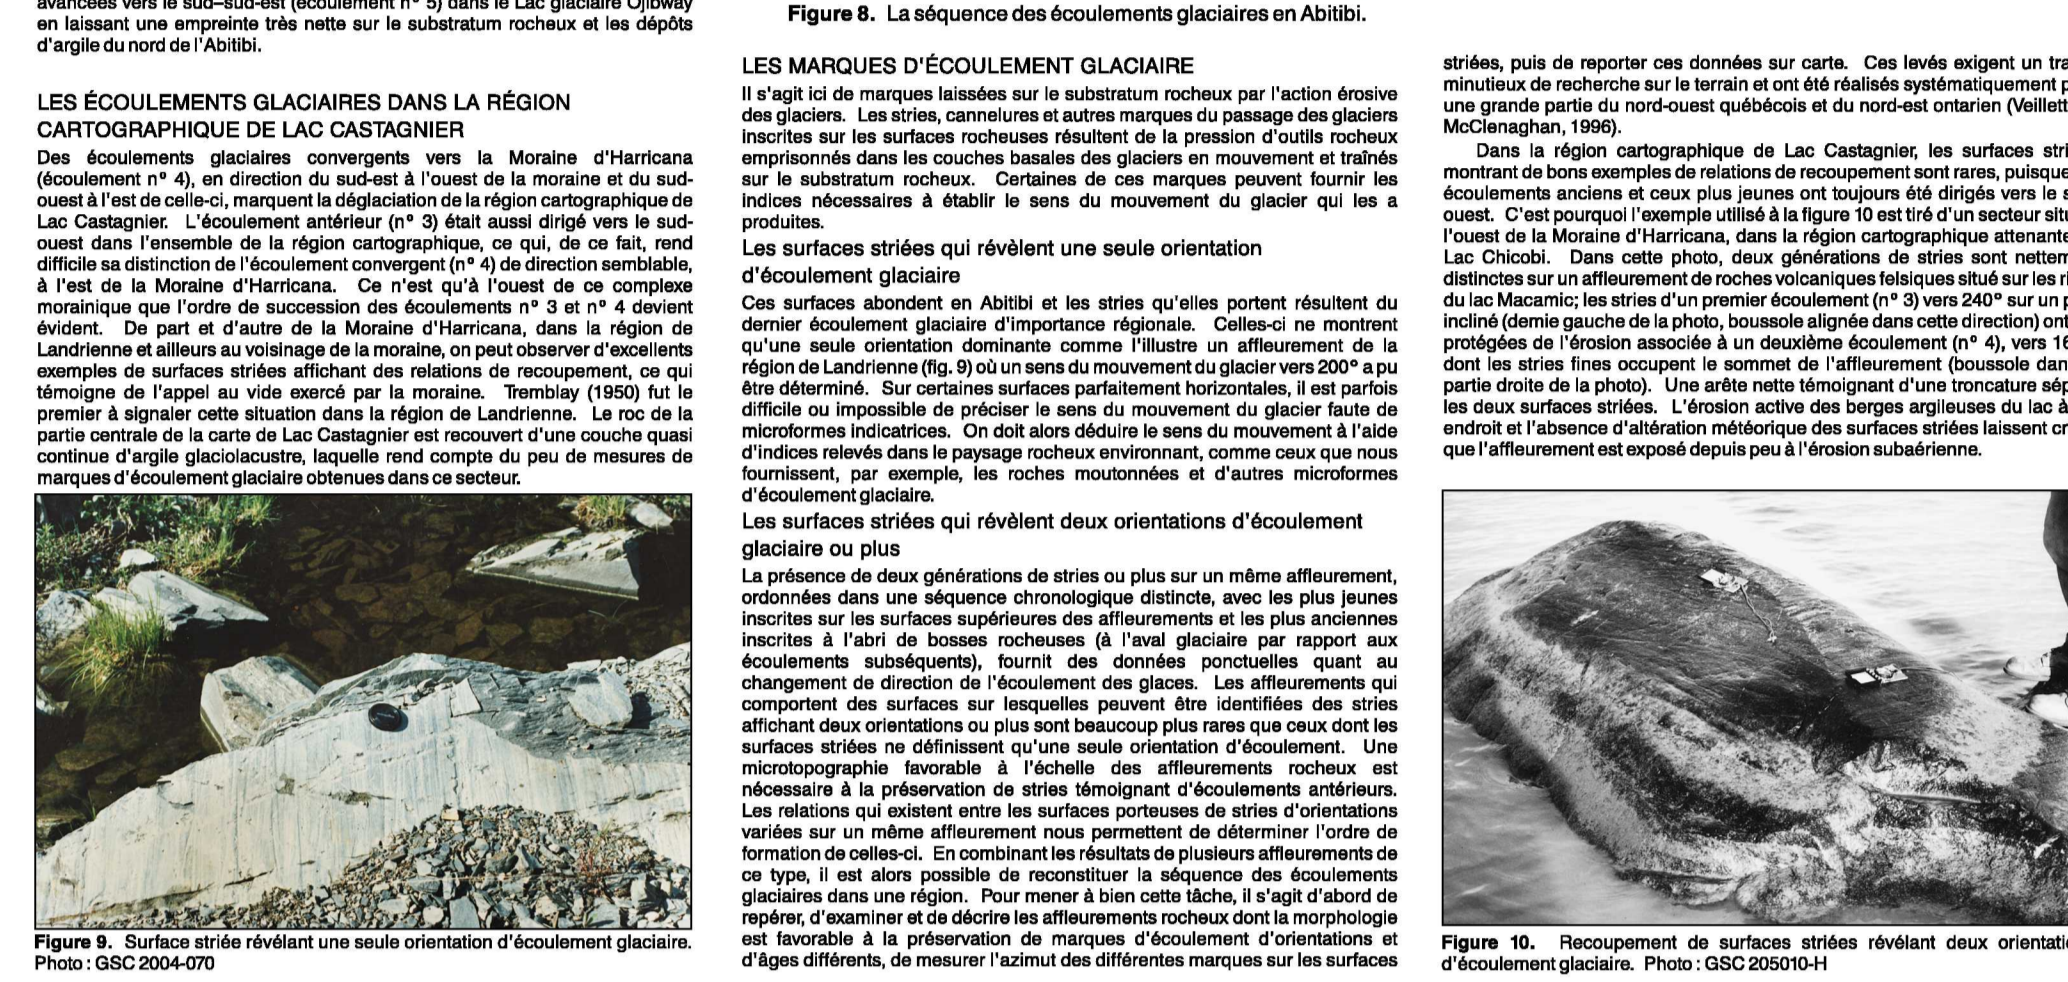 avancées vers le sud–sud-est (écoulement nº 5) dans le Lac glaciaire Ojibway
en laissant une empreinte très nette sur le substratum rocheux et les dépôts
d'argile du nord de l'Abitibi.
LES ÉCOULEMENTS GLACIAIRES DANS LA RÉGION
CARTOGRAPHIQUE DE LAC CASTAGNIER
Des écoulements glaciaires convergents vers la Moraine d'Harricana
(écoulement nº 4), en direction du sud-est à l'ouest de la moraine et du sud-
ouest à l'est de celle-ci, marquent la déglaciation de la région cartographique de
Lac Castagnier. L'écoulement antérieur (nº 3) était aussi dirigé vers le sud-
ouest dans l'ensemble de la région cartographique, ce qui, de ce fait, rend
difficile sa distinction de l'écoulement convergent (nº 4) de direction semblable,
à l'est de la Moraine d'Harricana. Ce n'est qu'à l'ouest de ce complexe
morainique que l'ordre de succession des écoulements nº 3 et nº 4 devient
évident. De part et d'autre de la Moraine d'Harricana, dans la région de
Landrienne et ailleurs au voisinage de la moraine, on peut observer d'excellents
exemples de surfaces striées affichant des relations de recoupement, ce qui
témoigne de l'appel au vide exercé par la moraine. Tremblay (1950) fut le
premier à signaler cette situation dans la région de Landrienne. Le roc de la
partie centrale de la carte de Lac Castagnier est recouvert d'une couche quasi
continue d'argile glaciolacustre, laquelle rend compte du peu de mesures de
marques d'écoulement glaciaire obtenues dans ce secteur.
Figure 9. Surface striée révélant une seule orientation d'écoulement glaciaire.
Photo : GSC 2004-070
Figure 8. La séquence des écoulements glaciaires en Abitibi.
LES MARQUES D'ÉCOULEMENT GLACIAIRE
Il s'agit ici de marques laissées sur le substratum rocheux par l'action érosive
des glaciers. Les stries, cannelures et autres marques du passage des glaciers
inscrites sur les surfaces rocheuses résultent de la pression d'outils rocheux
emprisonnés dans les couches basales des glaciers en mouvement et traînés
sur le substratum rocheux. Certaines de ces marques peuvent fournir les
indices nécessaires à établir le sens du mouvement du glacier qui les a
produites.
Les surfaces striées qui révèlent une seule orientation
d'écoulement glaciaire
Ces surfaces abondent en Abitibi et les stries qu'elles portent résultent du
dernier écoulement glaciaire d'importance régionale. Celles-ci ne montrent
qu'une seule orientation dominante comme l'illustre un affleurement de la
région de Landrienne (fig. 9) où un sens du mouvement du glacier vers 200° a pu
être déterminé. Sur certaines surfaces parfaitement horizontales, il est parfois
difficile ou impossible de préciser le sens du mouvement du glacier faute de
microformes indicatrices. On doit alors déduire le sens du mouvement à l'aide
d'indices relevés dans le paysage rocheux environnant, comme ceux que nous
fournissent, par exemple, les roches moutonnées et d'autres microformes
d'écoulement glaciaire.
Les surfaces striées qui révèlent deux orientations d'écoulement
glaciaire ou plus
La présence de deux générations de stries ou plus sur un même affleurement,
ordonnées dans une séquence chronologique distincte, avec les plus jeunes
inscrites sur les surfaces supérieures des affleurements et les plus anciennes
inscrites à l'abri de bosses rocheuses (à l'aval glaciaire par rapport aux
écoulements subséquents), fournit des données ponctuelles quant au
changement de direction de l'écoulement des glaces. Les affleurements qui
comportent des surfaces sur lesquelles peuvent être identifiées des stries
affichant deux orientations ou plus sont beaucoup plus rares que ceux dont les
surfaces striées ne définissent qu'une seule orientation d'écoulement. Une
microtopographie favorable à l'échelle des affleurements rocheux est
nécessaire à la préservation de stries témoignant d'écoulements antérieurs.
Les relations qui existent entre les surfaces porteuses de stries d'orientations
variées sur un même affleurement nous permettent de déterminer l'ordre de
formation de celles-ci. En combinant les résultats de plusieurs affleurements de
ce type, il est alors possible de reconstituer la séquence des écoulements
glaciaires dans une région. Pour mener à bien cette tâche, il s'agit d'abord de
repérer, d'examiner et de décrire les affleurements rocheux dont la morphologie
est favorable à la préservation de marques d'écoulement d'orientations et
d'âges différents, de mesurer l'azimut des différentes marques sur les surfaces
striées, puis de reporter ces données sur carte. Ces levés exigent un tra
minutieux de recherche sur le terrain et ont été réalisés systématiquement p
une grande partie du nord-ouest québécois et du nord-est ontarien (Veillett
McClenaghan, 1996).
Dans la région cartographique de Lac Castagnier, les surfaces stri
montrant de bons exemples de relations de recoupement sont rares, puisque
écoulements anciens et ceux plus jeunes ont toujours été dirigés vers le s
ouest. C'est pourquoi l'exemple utilisé à la figure 10 est tiré d'un secteur situ
l'ouest de la Moraine d'Harricana, dans la région cartographique attenante
Lac Chicobi. Dans cette photo, deux générations de stries sont nettem
distinctes sur un affleurement de roches volcaniques felsiques situé sur les ri
du lac Macamic; les stries d'un premier écoulement (nº 3) vers 240° sur un p
incliné (demie gauche de la photo, boussole alignée dans cette direction) ont
protégées de l'érosion associée à un deuxième écoulement (nº 4), vers 16
dont les stries fines occupent le sommet de l'affleurement (boussole dan
partie droite de la photo). Une arête nette témoignant d'une troncature sép
les deux surfaces striées. L'érosion active des berges argileuses du lac à
endroit et l'absence d'altération météorique des surfaces striées laissent cr
que l'affleurement est exposé depuis peu à l'érosion subaérienne.
Figure 10. Recoupement de surfaces striées révélant deux orientati
d'écoulement glaciaire. Photo : GSC 205010-H